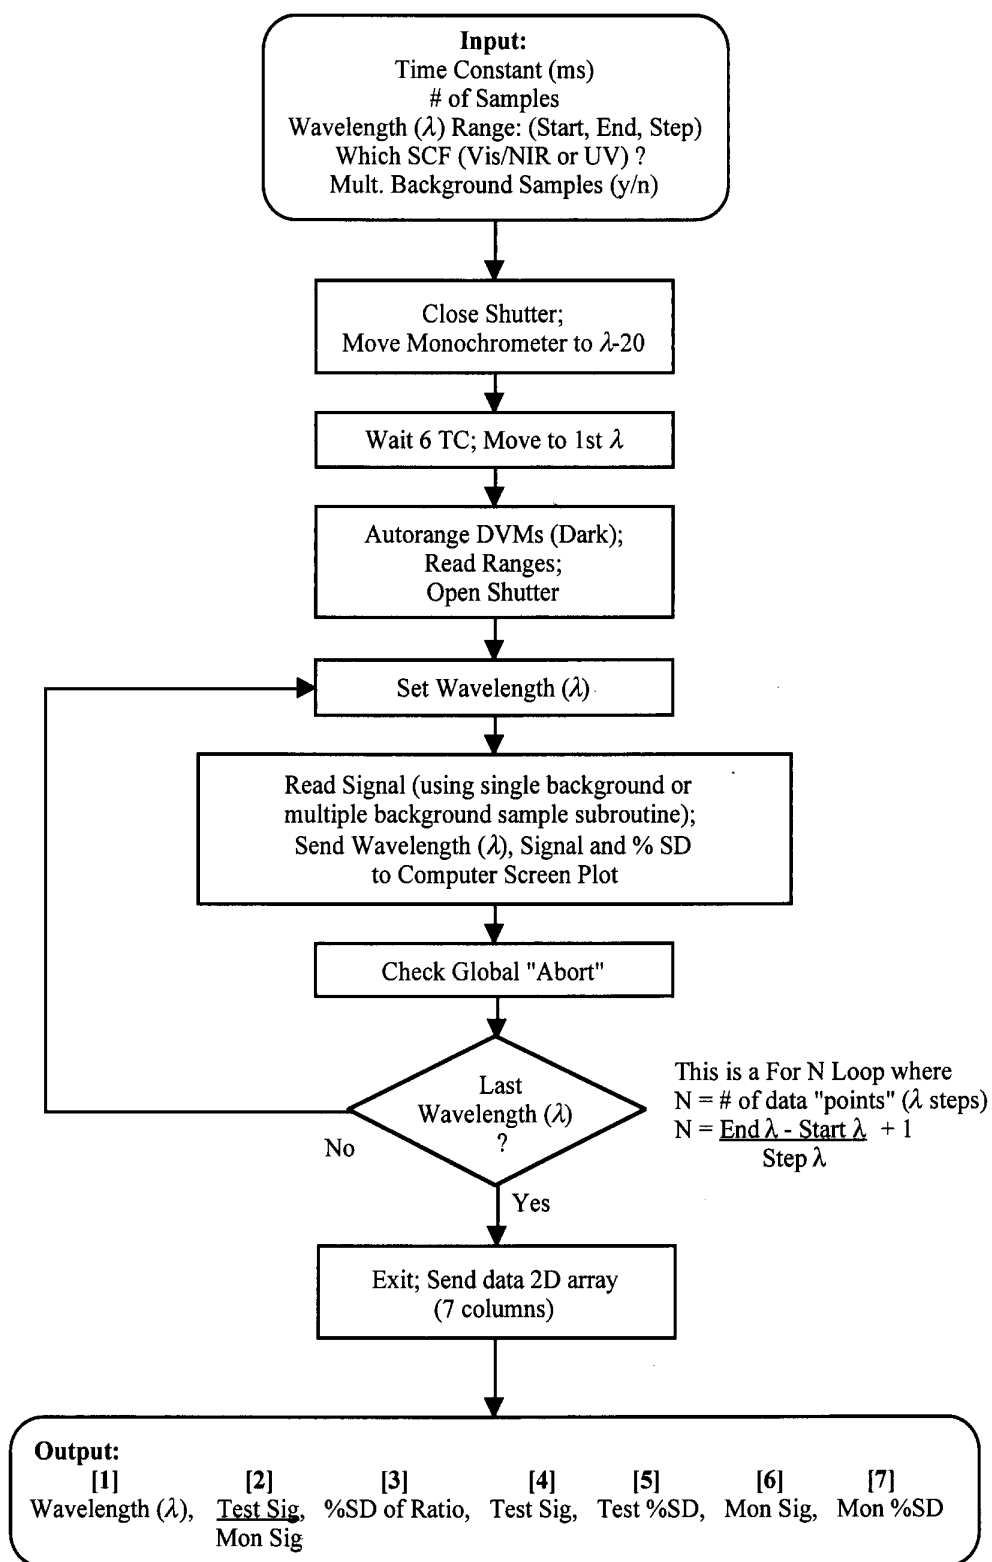 Input:
Time Constant (ms)
# of Samples
Wavelength (λ) Range: (Start, End, Step)
Which SCF (Vis/NIR or UV) ?
Mult. Background Samples (y/n)
Close Shutter;
Move Monochrometer to λ-20
Wait 6 TC; Move to 1st λ
Autorange DVMs (Dark);
Read Ranges;
Open Shutter
Set Wavelength (λ)
Read Signal (using single background or
multiple background sample subroutine);
Send Wavelength (λ), Signal and % SD
to Computer Screen Plot
Check Global "Abort"
Last
Wavelength (λ)
?
No
Yes
This is a For N Loop where
N = # of data "points" (λ steps)
N = End λ - Start λ + 1
Step λ
Exit; Send data 2D array
(7 columns)
Output:
[1] [2] [3] [4] [5] [6] [7]
Wavelength (λ), Test Sig, %SD of Ratio, Test Sig, Test %SD, Mon Sig, Mon %SD
Mon Sig